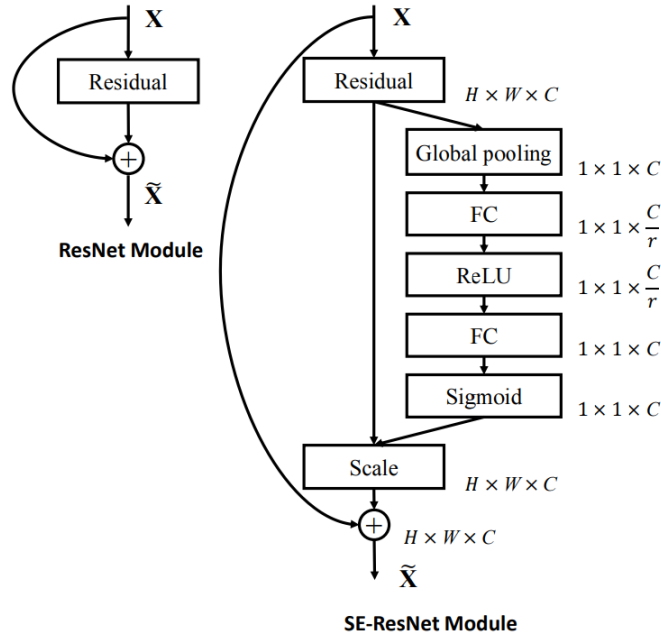 X
Residual
+
X̃
ResNet Module
X
Residual
H × W × C
Global pooling
1 × 1 × C
FC
1 × 1 × C/r
ReLU
1 × 1 × C/r
FC
1 × 1 × C
Sigmoid
1 × 1 × C
Scale
H × W × C
+
H × W × C
X̃
SE-ResNet Module